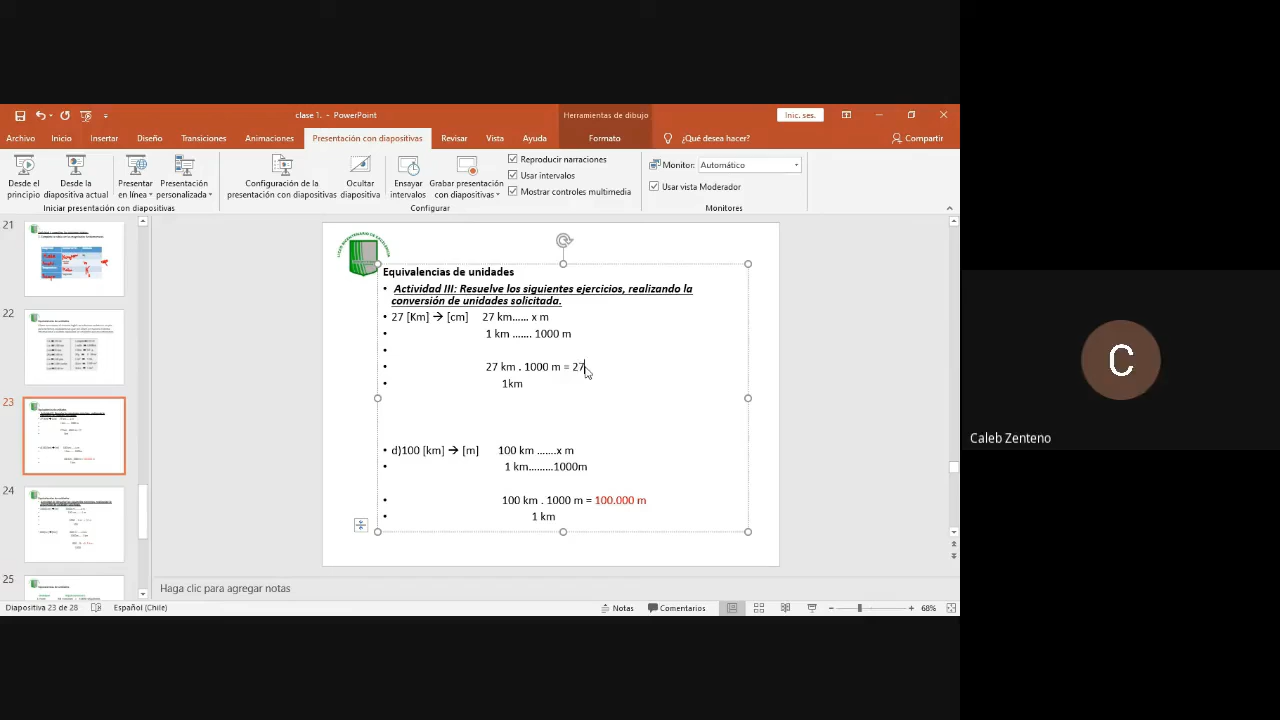 clase 1. - PowerPoint
Herramientas de dibujo
Inic. ses.
Archivo Inicio Insertar Diseño Transiciones Animaciones Presentación con diapositivas Revisar Vista Ayuda Formato ¿Qué desea hacer? Compartir
Desde el principio
Desde la diapositiva actual
Presentar en línea
Presentación personalizada
Iniciar presentación con diapositivas
Configuración de la presentación con diapositivas
Ocultar diapositiva
Ensayar intervalos
Grabar presentación con diapositivas
Reproducir narraciones
Usar intervalos
Mostrar controles multimedia
Configurar
Monitor: Automático
Usar vista Moderador
Monitores
21
22
23
24
25
Equivalencias de unidades
• Actividad III: Resuelve los siguientes ejercicios, realizando la
conversión de unidades solicitada.
• 27 [Km] → [cm] 27 km...... x m
• 1 km ....... 1000 m
•
• 27 km . 1000 m = 27
• 1km
• d)100 [km] → [m] 100 km .......x m
• 1 km.........1000m
• 100 km . 1000 m = 100.000 m
• 1 km
Haga clic para agregar notas
Diapositiva 23 de 28 Español (Chile) Notas Comentarios 68%
C
Caleb Zenteno